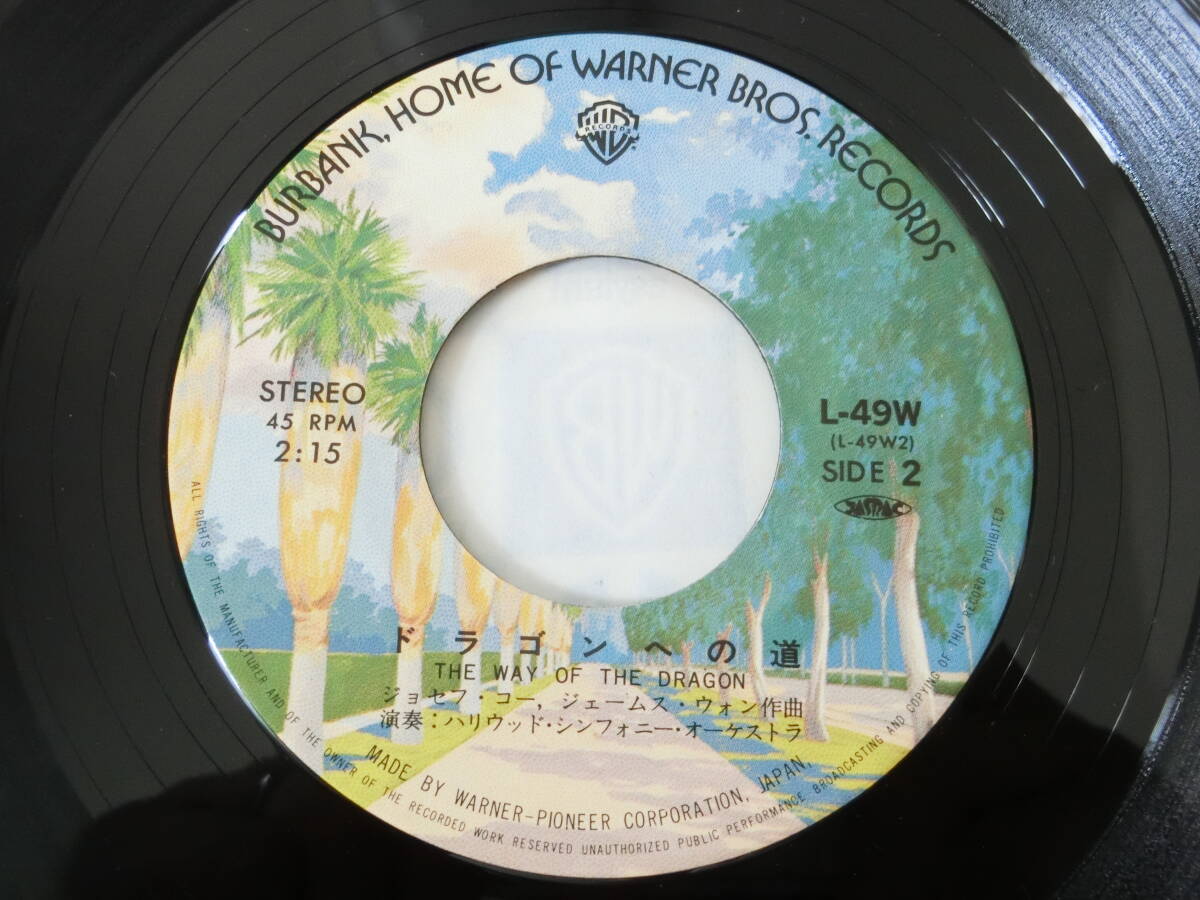 BURBANK, HOME OF WARNER BROS. RECORDS
RECORDS
STEREO
45 RPM
2:15
L-49W
(L-49W2)
SIDE 2
JASRAC
ドラゴンへの道
THE WAY OF THE DRAGON
ジョセフ・コー, ジェームス・ウォン作曲
演奏:ハリウッド・シンフォニー・オーケストラ
MADE BY WARNER-PIONEER CORPORATION, JAPAN,
ALL RIGHTS OF THE MANUFACTURER AND OF THE OWNER OF THE RECORDED WORK RESERVED UNAUTHORIZED PUBLIC PERFORMANCE BROADCASTING AND COPYING OF THIS RECORD PROHIBITED